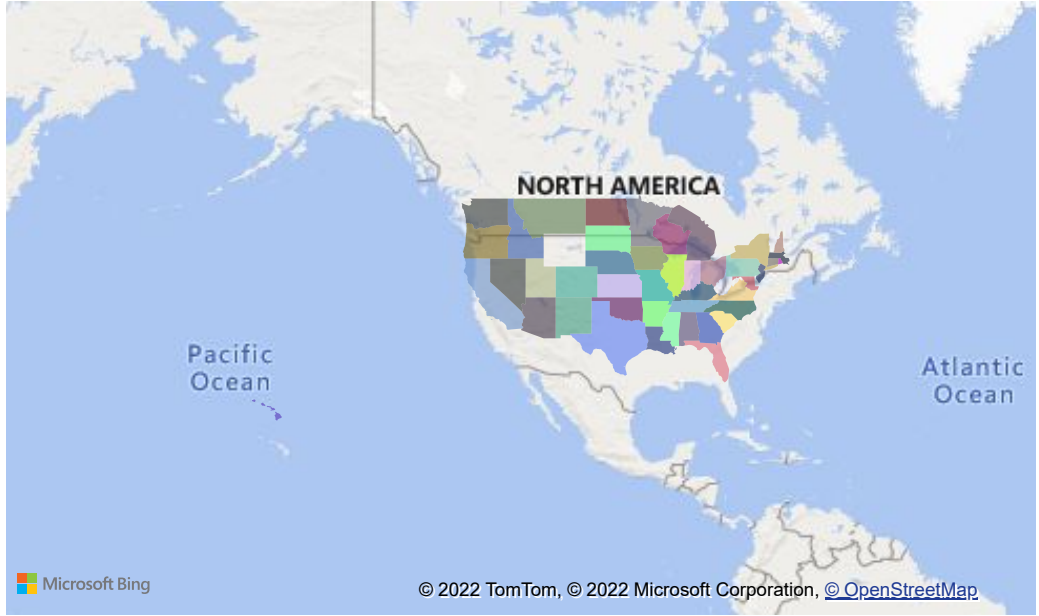 NORTH AMERICA
Pacific
Ocean
Atlantic
Ocean
Microsoft Bing
© 2022 TomTom, © 2022 Microsoft Corporation, © OpenStreetMap